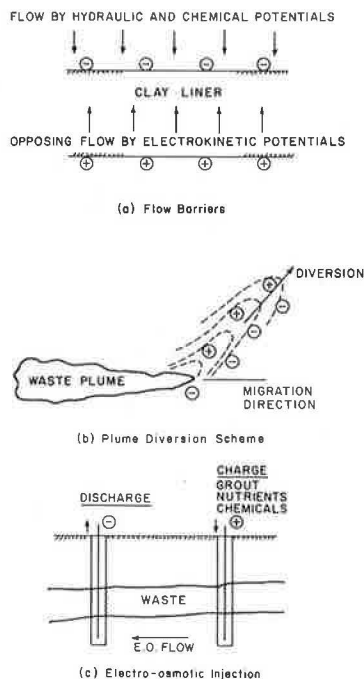 FLOW BY HYDRAULIC AND CHEMICAL POTENTIALS
CLAY LINER
OPPOSING FLOW BY ELECTROKINETIC POTENTIALS
(a) Flow Barriers
DIVERSION
WASTE PLUME
MIGRATION
DIRECTION
(b) Plume Diversion Scheme
DISCHARGE
CHARGE
GROUT
NUTRIENTS
CHEMICALS
WASTE
E.O. FLOW
(c) Electro-osmotic Injection